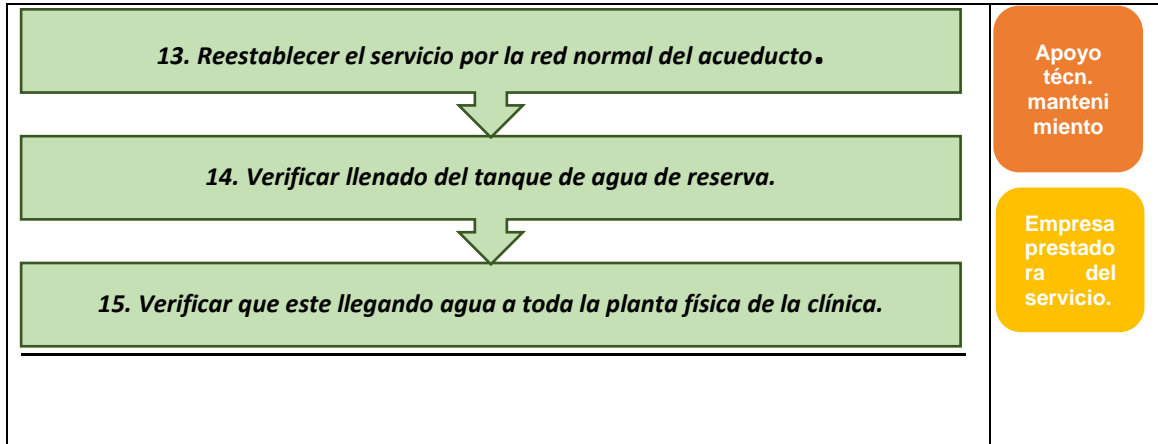 13. Reestablecer el servicio por la red normal del acueducto.
14. Verificar llenado del tanque de agua de reserva.
15. Verificar que este llegando agua a toda la planta física de la clínica.
Apoyo
técn.
manteni
miento
Empresa
prestado
ra del
servicio.